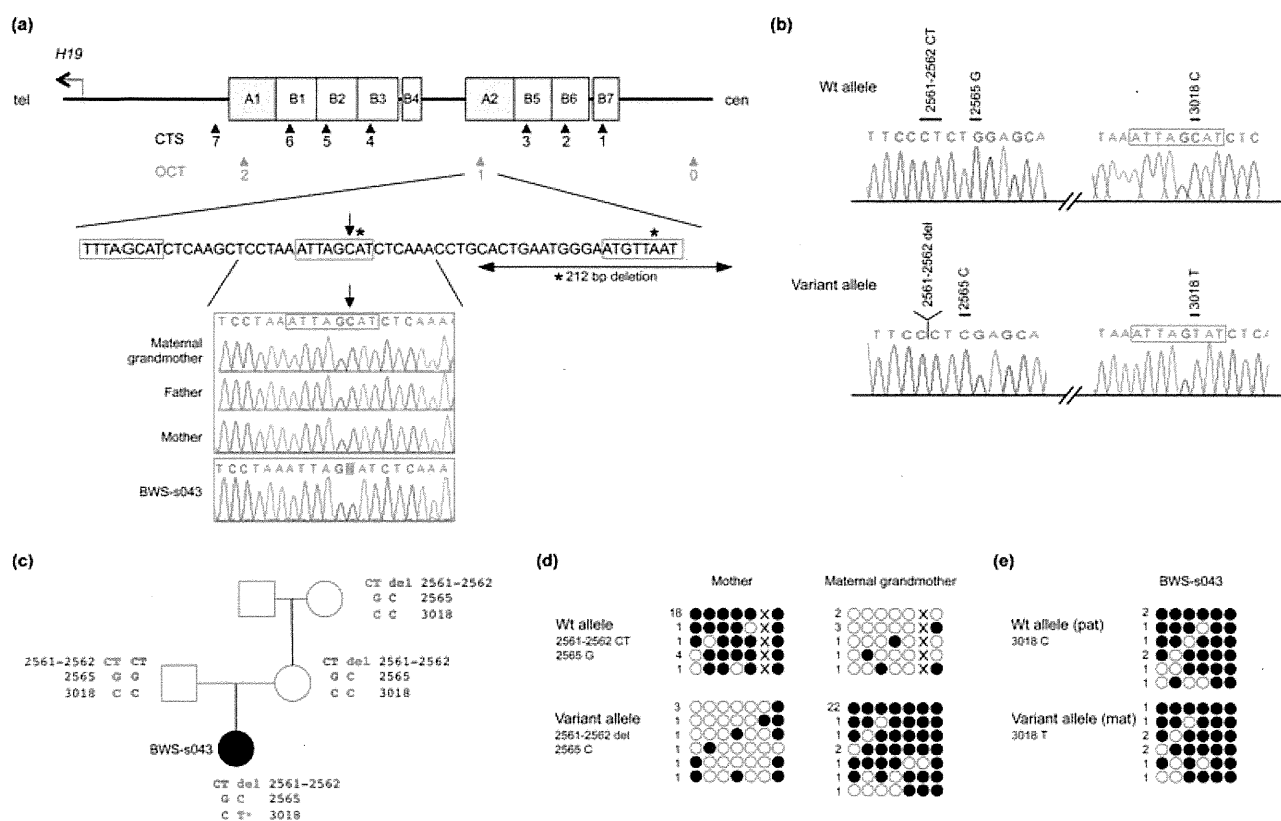 (a)
H19
tel
A1 B1 B2 B3 B4 A2 B5 B6 B7
cen
CTS 7 6 5 4 3 2 1
OCT 2 1 0
TTTAGCATCTCAAGCTCCTAAATTAGCATCTCAAACCTGCACTGAATGGGAATGTTAAT
* *
* 212 bp deletion
TCCTAAATTAGCATCTCAAA
Maternal
grandmother
Father
Mother
TCCTAAATTAG ATCTCAAA
BWS-s043
(b)
Wt allele
2561-2562 CT
2565 G
3018 C
TTCCCTCTGGAGCA
TAAATTAGCATCTC
Variant allele
2561-2562 del
2565 C
3018 T
TTCCCTCGAGCA
TAAATTAGTATCTCA
(c)
CT del 2561-2562
G C 2565
C C 3018
2561-2562 CT CT
2565 G G
3018 C C
CT del 2561-2562
G C 2565
C C 3018
BWS-s043
CT del 2561-2562
G C 2565
C T* 3018
(d)
Mother
Maternal grandmother
Wt allele
2561-2562 CT
2565 G
18 X
1 X
1 X
4 X
1 X
2 X
3 X
1 X
1 X
1 X
Variant allele
2561-2562 del
2565 C
3
1
1
1
1
1
22
1
1
2
1
1
1
(e)
BWS-s043
Wt allele (pat)
3018 C
2
1
1
2
1
1
Variant allele (mat)
3018 T
1
1
2
2
1
1